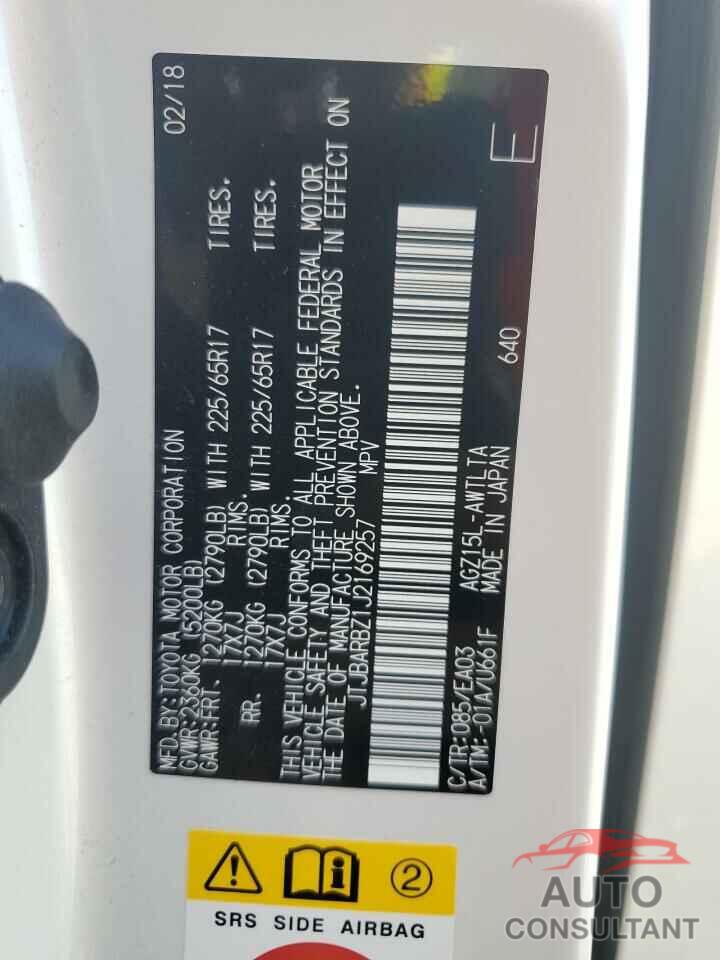 MFD. BY: TOYOTA MOTOR CORPORATION 02/18
GVWR: 2360KG (5200LB)
GAWR: FRT. 1270KG (2790LB) WITH 225/65R17 TIRES.
17X7J RIMS.
RR. 1270KG (2790LB) WITH 225/65R17 TIRES.
17X7J RIMS.
THIS VEHICLE CONFORMS TO ALL APPLICABLE FEDERAL MOTOR
VEHICLE SAFETY AND THEFT PREVENTION STANDARDS IN EFFECT ON
THE DATE OF MANUFACTURE SHOWN ABOVE.
JTJBARBZ1J2169257 MPV
C/TR: 085/EA03 AGZ15L-AWTLTA
A/TM: -01A/U661F MADE IN JAPAN 640
E
i 2
SRS SIDE AIRBAG
AUTO
CONSULTANT